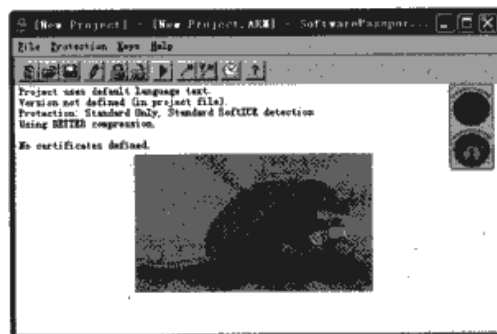 [New Project] - [New Project.ARM] - SoftwarePasspor...
File Protection Keys Help
Project uses default language text.
Version not defined (in project file).
Protection: Standard Only, Standard SoftICE detection
Using BETTER compression.
No certificates defined.